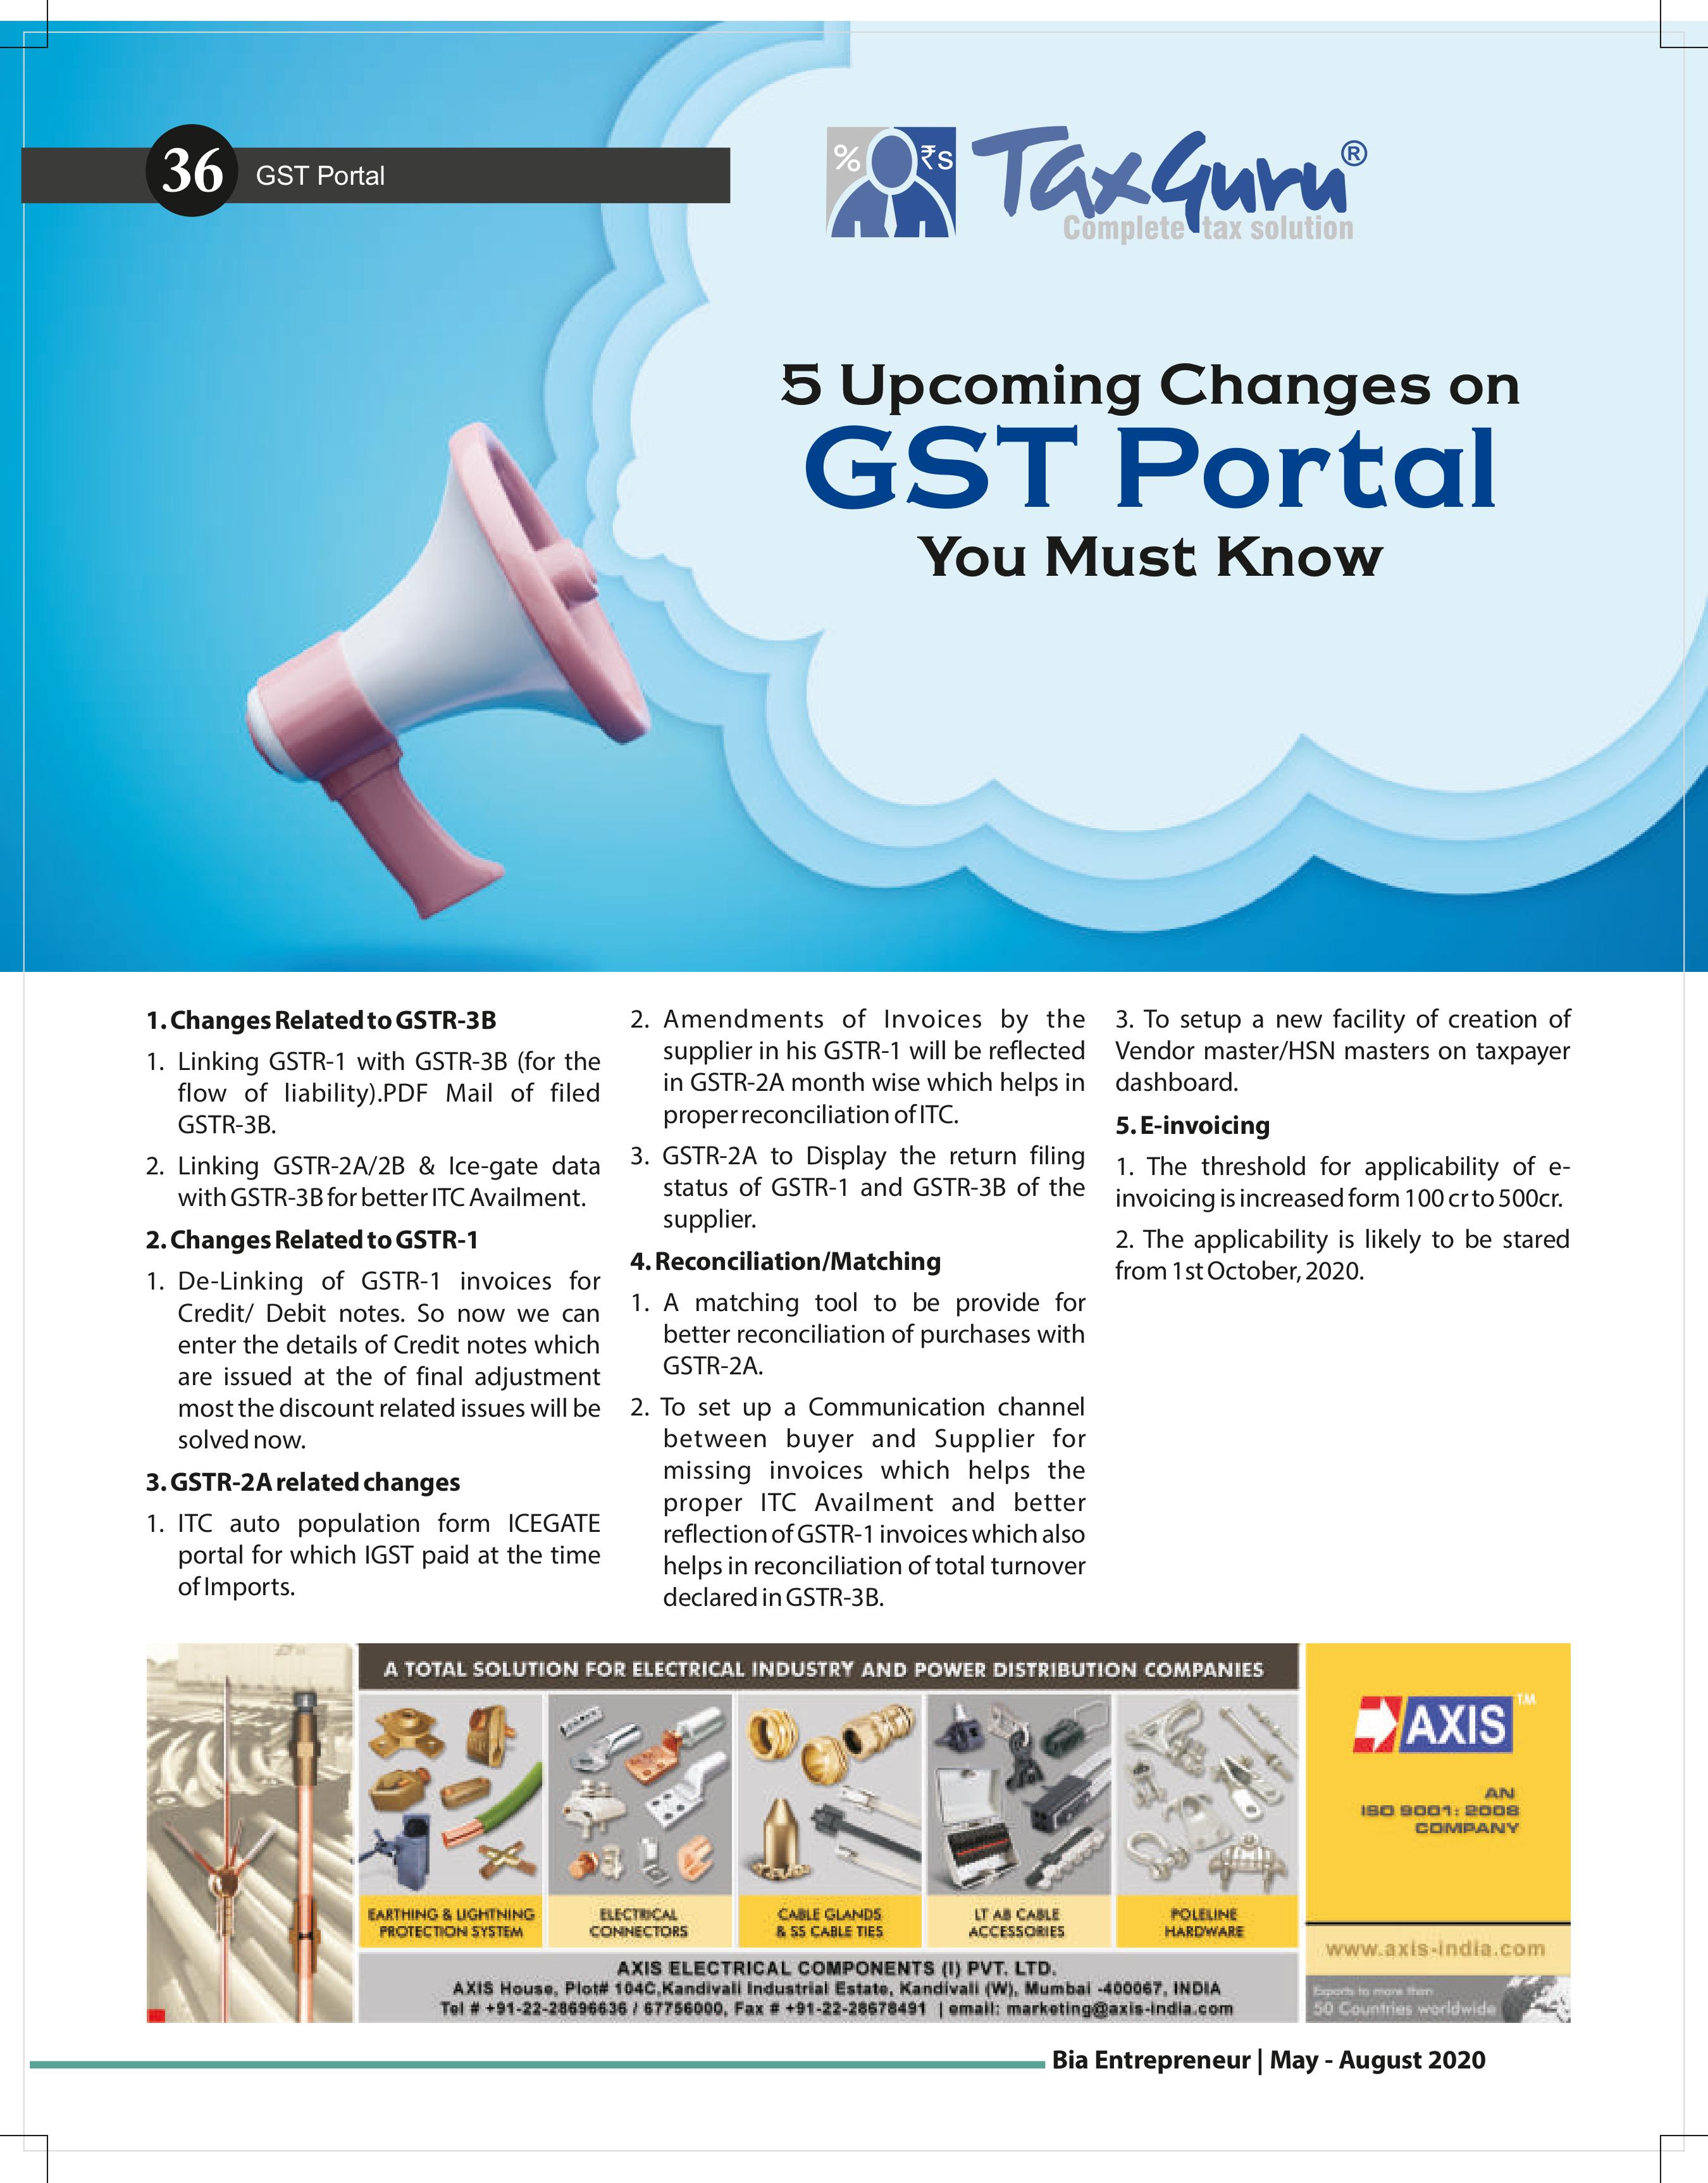 36
GST Portal
% ₹s
TaxGuru®
Complete tax solution
5 Upcoming Changes on
GST Portal
You Must Know
1. Changes Related to GSTR-3B
1. Linking GSTR-1 with GSTR-3B (for the
flow of liability).PDF Mail of filed
GSTR-3B.
2. Linking GSTR-2A/2B & Ice-gate data
with GSTR-3B for better ITC Availment.
2. Changes Related to GSTR-1
1. De-Linking of GSTR-1 invoices for
Credit/ Debit notes. So now we can
enter the details of Credit notes which
are issued at the of final adjustment
most the discount related issues will be
solved now.
3. GSTR-2A related changes
1. ITC auto population form ICEGATE
portal for which IGST paid at the time
of Imports.
2. Amendments of Invoices by the
supplier in his GSTR-1 will be reflected
in GSTR-2A month wise which helps in
proper reconciliation of ITC.
3. GSTR-2A to Display the return filing
status of GSTR-1 and GSTR-3B of the
supplier.
4. Reconciliation/Matching
1. A matching tool to be provide for
better reconciliation of purchases with
GSTR-2A.
2. To set up a Communication channel
between buyer and Supplier for
missing invoices which helps the
proper ITC Availment and better
reflection of GSTR-1 invoices which also
helps in reconciliation of total turnover
declared in GSTR-3B.
3. To setup a new facility of creation of
Vendor master/HSN masters on taxpayer
dashboard.
5. E-invoicing
1. The threshold for applicability of e-
invoicing is increased form 100 cr to 500cr.
2. The applicability is likely to be stared
from 1st October, 2020.
A TOTAL SOLUTION FOR ELECTRICAL INDUSTRY AND POWER DISTRIBUTION COMPANIES
EARTHING & LIGHTNING
PROTECTION SYSTEM
ELECTRICAL
CONNECTORS
CABLE GLANDS
& SS CABLE TIES
LT AB CABLE
ACCESSORIES
POLELINE
HARDWARE
AXIS ELECTRICAL COMPONENTS (I) PVT. LTD.
AXIS House, Plot# 104C,Kandivali Industrial Estate, Kandivali (W), Mumbai -400067, INDIA
Tel # +91-22-28696636 / 67756000, Fax # +91-22-28678491 | email: marketing@axis-india.com
AXIS™
AN
ISO 9001: 2008
COMPANY
www.axis-india.com
Exports to more than
50 Countries worldwide
Bia Entrepreneur | May - August 2020